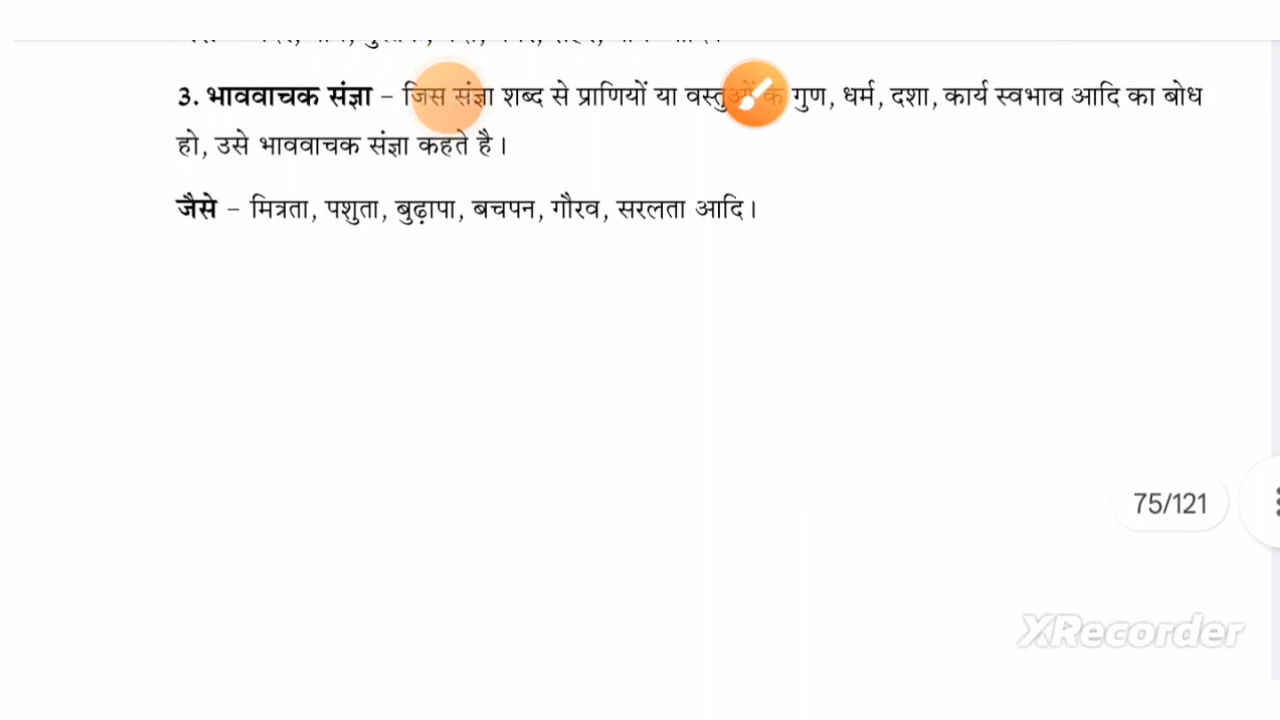 3. भाववाचक संज्ञा – जिस संज्ञा शब्द से प्राणियों या वस्तुओं के गुण, धर्म, दशा, कार्य स्वभाव आदि का बोध
हो, उसे भाववाचक संज्ञा कहते है।
जैसे – मित्रता, पशुता, बुढ़ापा, बचपन, गौरव, सरलता आदि।
75/121
XRecorder